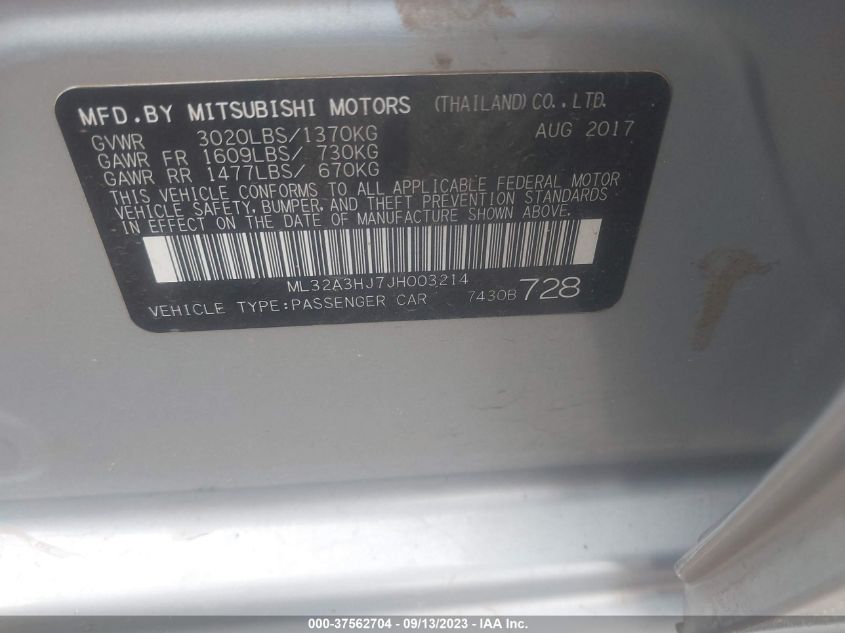 MFD.BY MITSUBISHI MOTORS (THAILAND) CO.,LTD.
GVWR 3020LBS/1370KG AUG 2017
GAWR FR 1609LBS/ 730KG
GAWR RR 1477LBS/ 670KG
THIS VEHICLE CONFORMS TO ALL APPLICABLE FEDERAL MOTOR
VEHICLE SAFETY, BUMPER, AND THEFT PREVENTION STANDARDS
IN EFFECT ON THE DATE OF MANUFACTURE SHOWN ABOVE.
ML32A3HJ7JH003214
VEHICLE TYPE:PASSENGER CAR 7430B 728
000-37562704 - 09/13/2023 - IAA Inc.